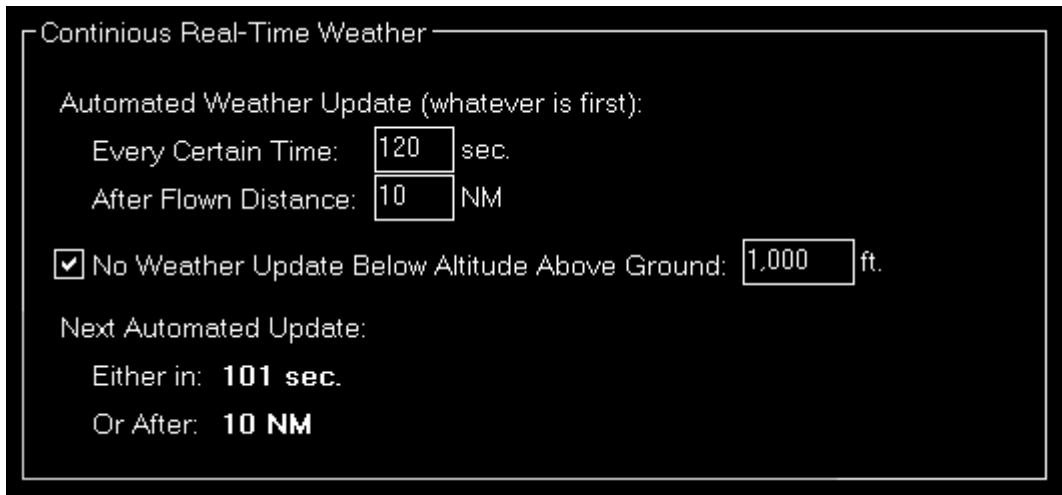 Continious Real-Time Weather
Automated Weather Update (whatever is first):
Every Certain Time: 120 sec.
After Flown Distance: 10 NM
No Weather Update Below Altitude Above Ground: 1,000 ft.
Next Automated Update:
Either in: 101 sec.
Or After: 10 NM